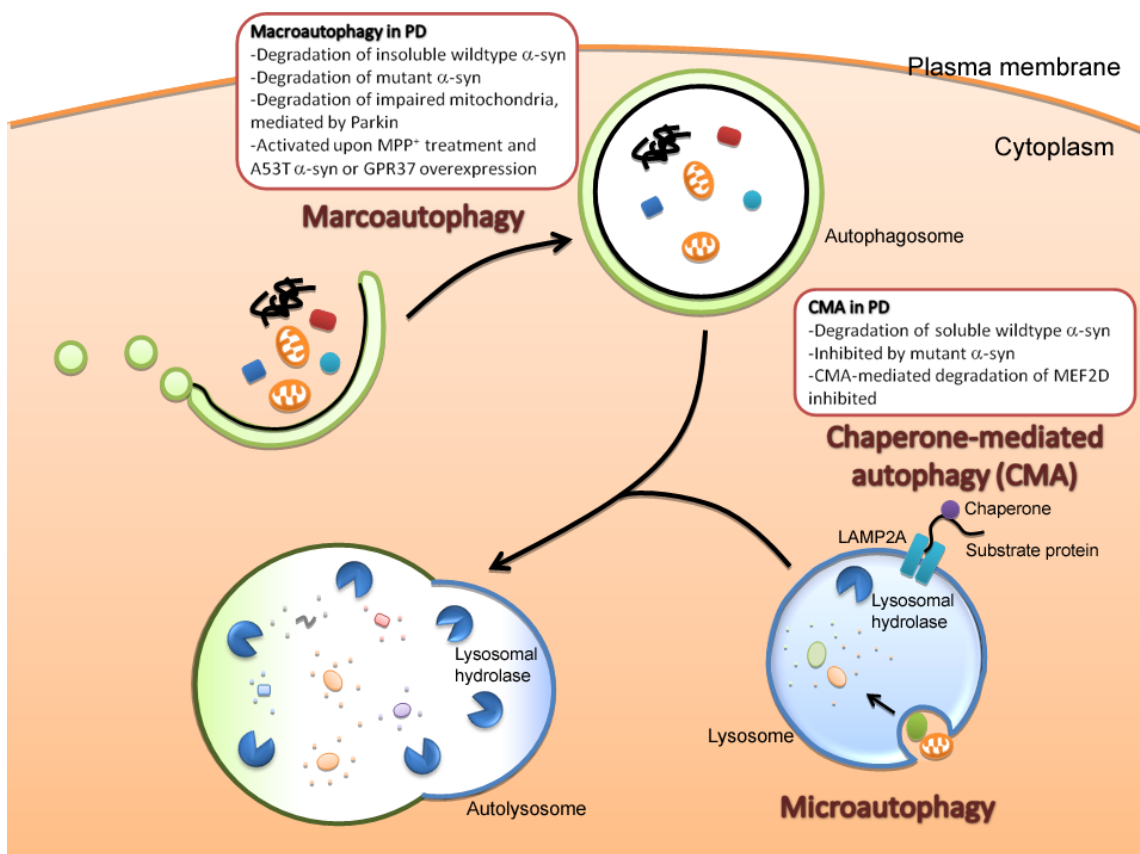 Macroautophagy in PD
-Degradation of insoluble wildtype α-syn
-Degradation of mutant α-syn
-Degradation of impaired mitochondria,
mediated by Parkin
-Activated upon MPP⁺ treatment and
A53T α-syn or GPR37 overexpression
Plasma membrane
Cytoplasm
Marcoautophagy
Autophagosome
CMA in PD
-Degradation of soluble wildtype α-syn
-Inhibited by mutant α-syn
-CMA-mediated degradation of MEF2D
inhibited
Chaperone-mediated
autophagy (CMA)
Chaperone
LAMP2A
Substrate protein
Lysosomal
hydrolase
Lysosomal
hydrolase
Lysosome
Autolysosome
Microautophagy